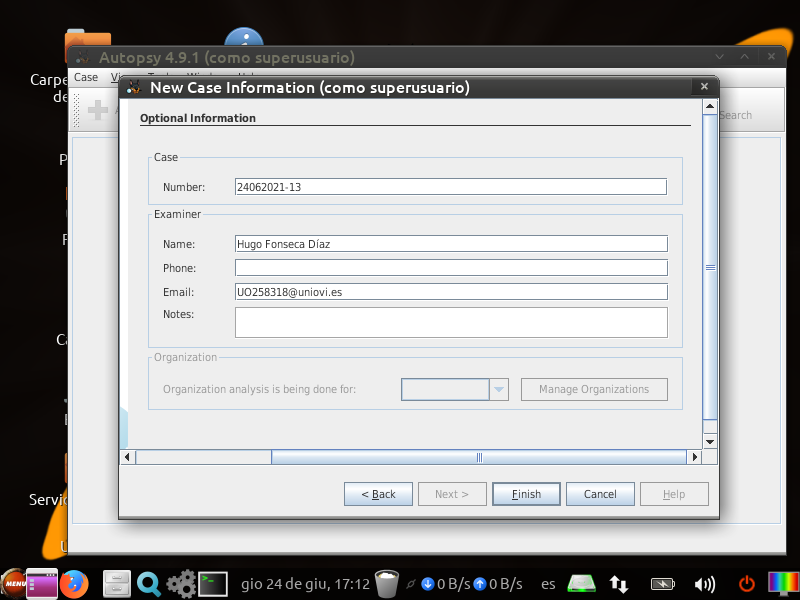 Autopsy 4.9.1 (como superusuario)
Carpe
de
Case
New Case Information (como superusuario)
Optional Information
Search
Case
Number:
24062021-13
Examiner
Name:
Hugo Fonseca Díaz
Phone:
Email:
UO258318@uniovi.es
Notes:
Organization
Organization analysis is being done for:
Manage Organizations
Servic
< Back
Next >
Finish
Cancel
Help
MENU
gio 24 de giu, 17:12
0 B/s
0 B/s
es